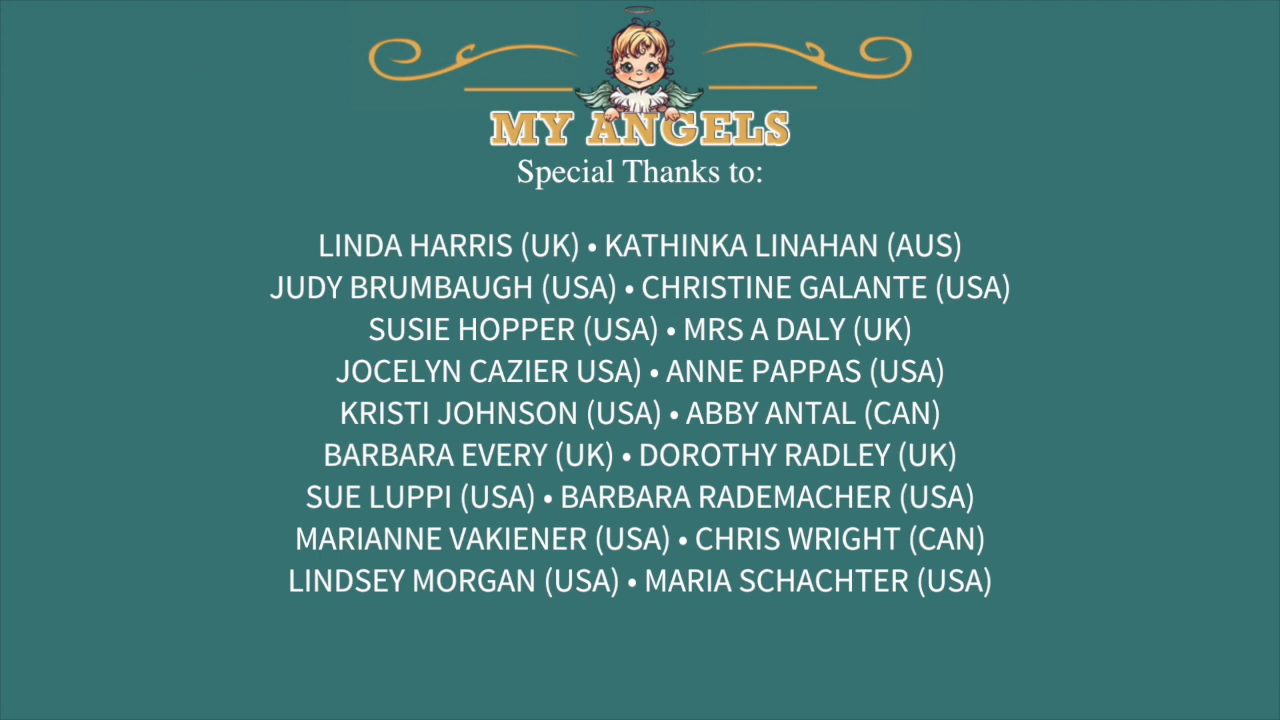 MY ANGELS
Special Thanks to:
LINDA HARRIS (UK) • KATHINKA LINAHAN (AUS)
JUDY BRUMBAUGH (USA) • CHRISTINE GALANTE (USA)
SUSIE HOPPER (USA) • MRS A DALY (UK)
JOCELYN CAZIER USA) • ANNE PAPPAS (USA)
KRISTI JOHNSON (USA) • ABBY ANTAL (CAN)
BARBARA EVERY (UK) • DOROTHY RADLEY (UK)
SUE LUPPI (USA) • BARBARA RADEMACHER (USA)
MARIANNE VAKIENER (USA) • CHRIS WRIGHT (CAN)
LINDSEY MORGAN (USA) • MARIA SCHACHTER (USA)